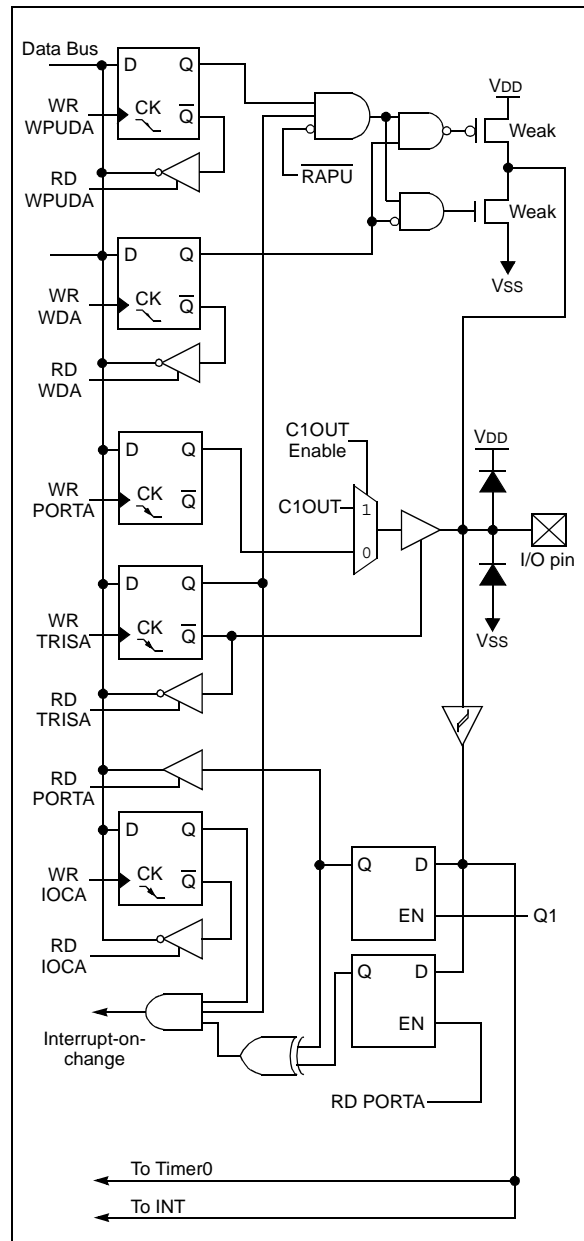 Data Bus
D Q
WR
WPUDA
CK
Q
RD
WPUDA
RAPU
VDD
Weak
Weak
VSS
D Q
WR
WDA
CK
Q
RD
WDA
D Q
WR
PORTA
CK
Q
C1OUT
Enable
C1OUT
1
0
VDD
I/O pin
VSS
D Q
WR
TRISA
CK
Q
RD
TRISA
RD
PORTA
D Q
WR
IOCA
CK
Q
RD
IOCA
Q D
EN
Q1
Q D
EN
Interrupt-on-
change
RD PORTA
To Timer0
To INT